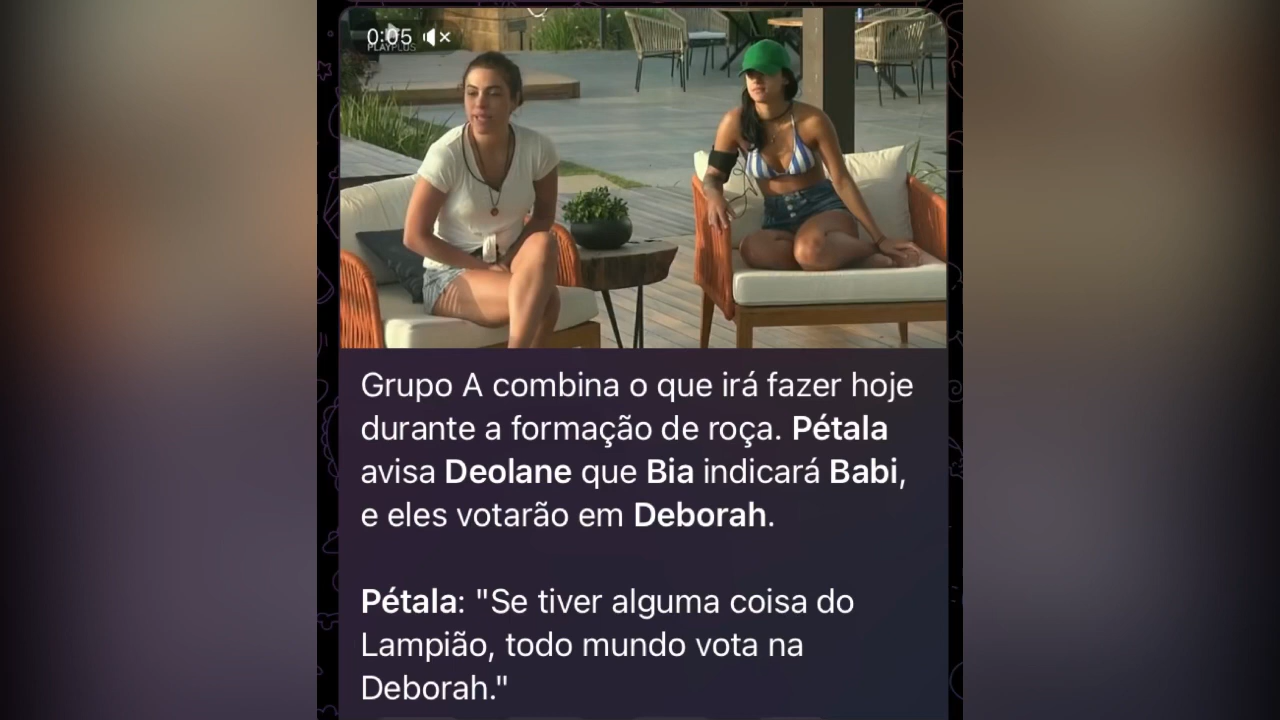 0:05
PLAYPLUS
Grupo A combina o que irá fazer hoje
durante a formação de roça. Pétala
avisa Deolane que Bia indicará Babi,
e eles votarão em Deborah.
Pétala: "Se tiver alguma coisa do
Lampião, todo mundo vota na
Deborah."